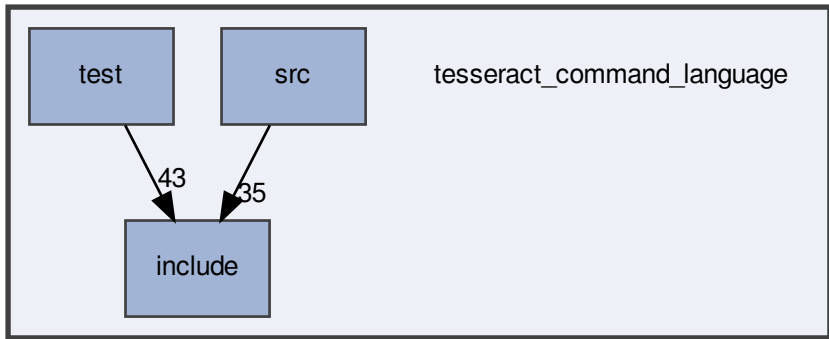 test
src
tesseract_command_language
43
35
include